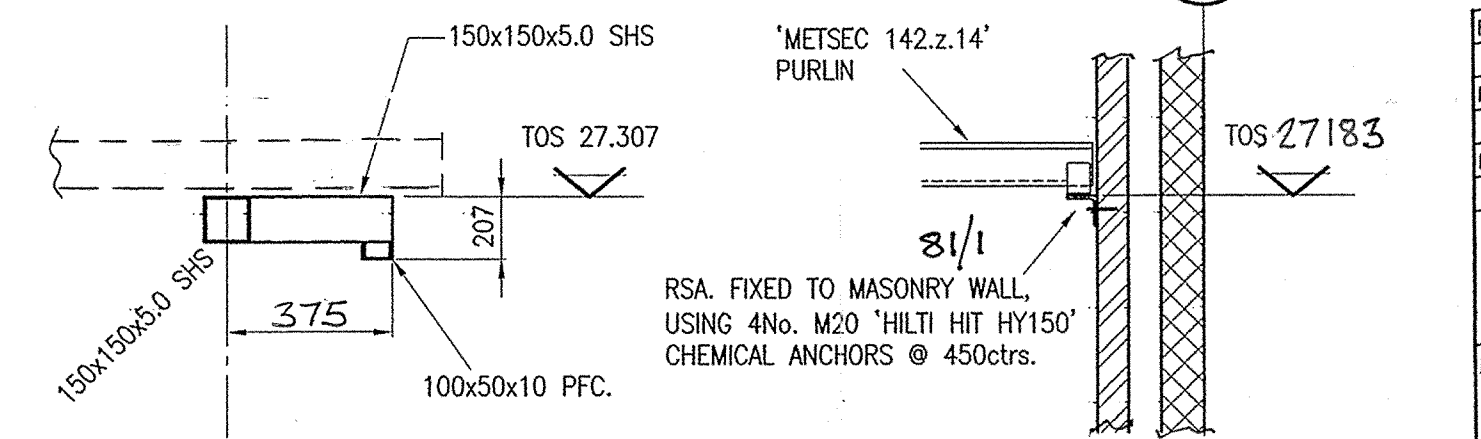 150x150x5.0 SHS
TOS 27.307
207
150x150x5.0 SHS
375
100x50x10 PFC.
'METSEC 142.z.14'
PURLIN
TOS 27183
81/1
RSA. FIXED TO MASONRY WALL,
USING 4No. M20 'HILTI HIT HY150'
CHEMICAL ANCHORS @ 450ctrs.